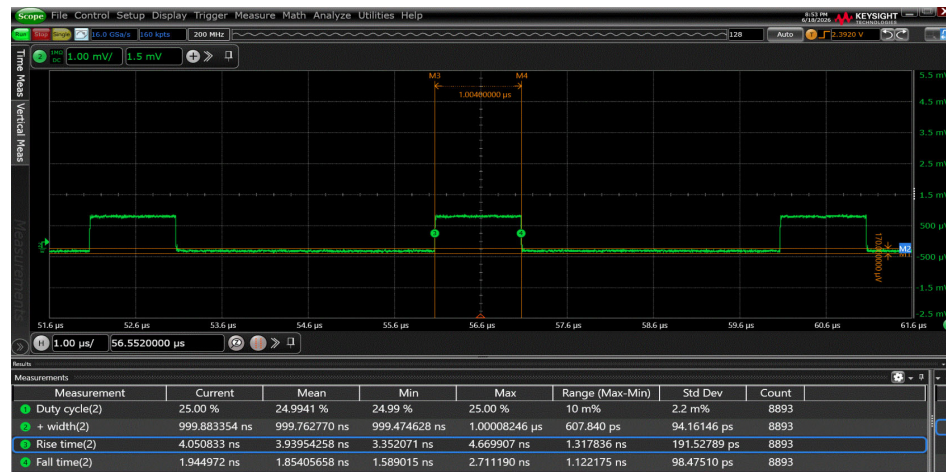 Scope File Control Setup Display Trigger Measure Math Analyze Utilities Help
8:53 PM
6/18/2026
KEYSIGHT
TECHNOLOGIES
Run Stop Single 16.0 GSa/s 160 kpts 200 MHz 128 Auto T 2.3920 V
2 1MΩ DC 1.00 mV/ 1.5 mV
Time Meas
Vertical Meas
Measurements
M3 M4
1.00400000 µs
5.5 mV
4.5 mV
3.5 mV
2.5 mV
1.5 mV
500 µV
-500 µV
-1.5 mV
-2.5 mV
2 4
M2
51.6 µs 52.6 µs 53.6 µs 54.6 µs 55.6 µs 56.6 µs 57.6 µs 58.6 µs 59.6 µs 60.6 µs 61.6 µs
H 1.00 µs/ 56.5520000 µs
Results
Measurements
Measurement Current Mean Min Max Range (Max-Min) Std Dev Count
1 Duty cycle(2) 25.00 % 24.9941 % 24.99 % 25.00 % 10 m% 2.2 m% 8893
2 + width(2) 999.883354 ns 999.762770 ns 999.474628 ns 1.00008246 µs 607.840 ps 94.16146 ps 8893
3 Rise time(2) 4.050833 ns 3.93954258 ns 3.352071 ns 4.669907 ns 1.317836 ns 191.52789 ps 8893
4 Fall time(2) 1.944972 ns 1.85405658 ns 1.589015 ns 2.711190 ns 1.122175 ns 98.47510 ps 8893